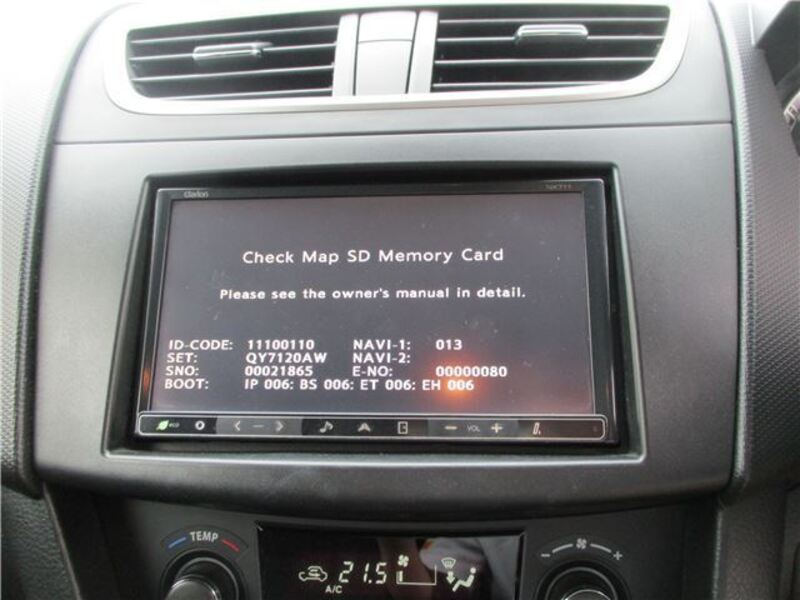 clarion NX711
Check Map SD Memory Card
Please see the owner's manual in detail.
ID-CODE: 11100110 NAVI-1: 013
SET: QY7120AW NAVI-2:
SNO: 00021865 E-NO: 00000080
BOOT: IP 006: BS 006: ET 006: EH 006
eco VOL
TEMP
21.5
A/C